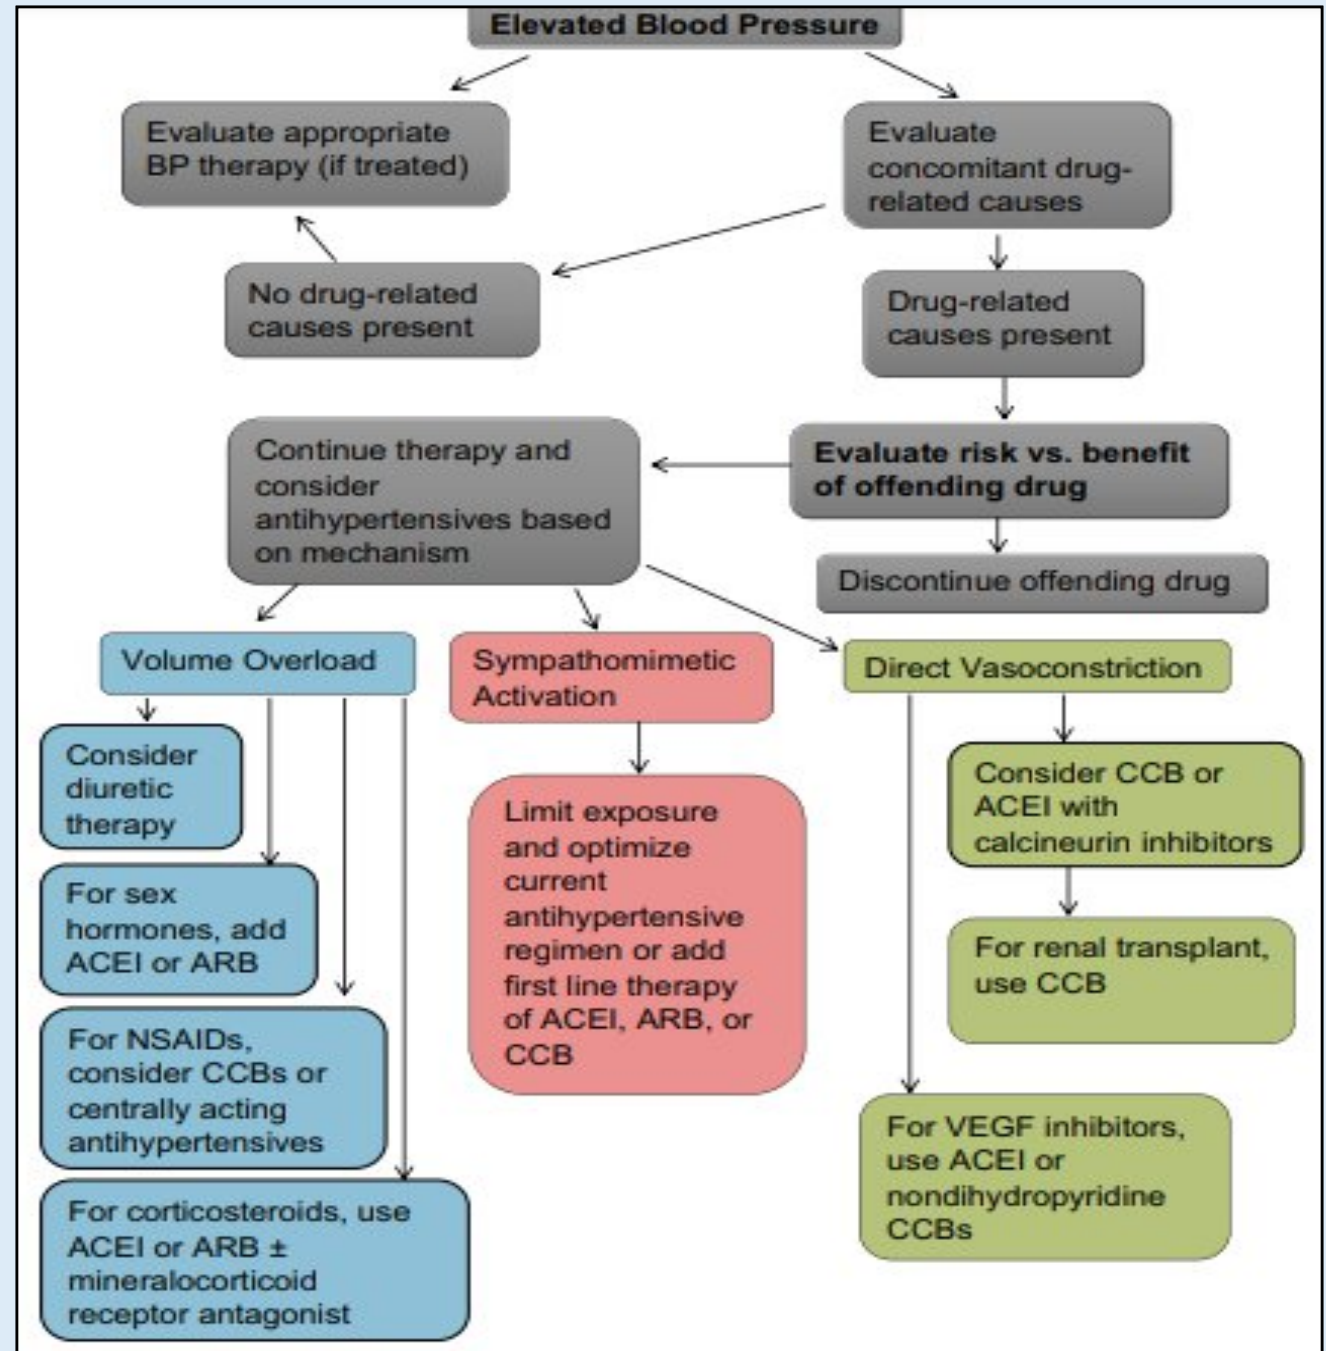 Elevated Blood Pressure
Evaluate appropriate
BP therapy (if treated)
Evaluate
concomitant drug-
related causes
No drug-related
causes present
Drug-related
causes present
Continue therapy and
consider
antihypertensives based
on mechanism
Evaluate risk vs. benefit
of offending drug
Discontinue offending drug
Volume Overload
Sympathomimetic
Activation
Direct Vasoconstriction
Consider
diuretic
therapy
For sex
hormones, add
ACEI or ARB
For NSAIDs,
consider CCBs or
centrally acting
antihypertensives
For corticosteroids, use
ACEI or ARB ±
mineralocorticoid
receptor antagonist
Limit exposure
and optimize
current
antihypertensive
regimen or add
first line therapy
of ACEI, ARB, or
CCB
Consider CCB or
ACEI with
calcineurin inhibitors
For renal transplant,
use CCB
For VEGF inhibitors,
use ACEI or
nondihydropyridine
CCBs